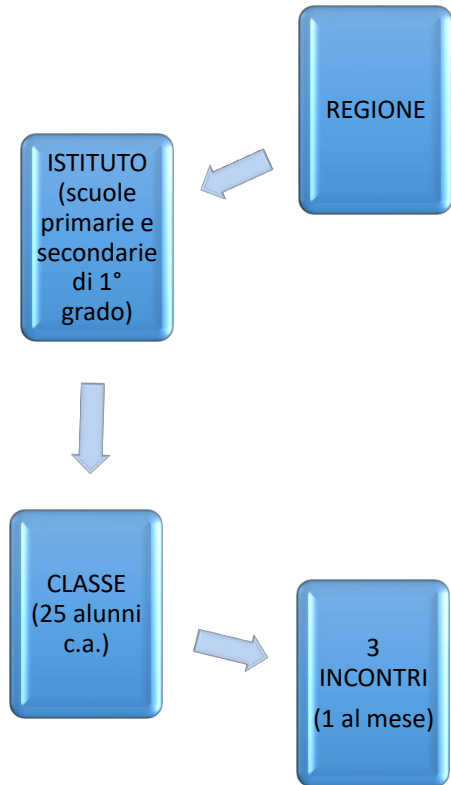 REGIONE
ISTITUTO
(scuole
primarie e
secondarie
di 1°
grado)
CLASSE
(25 alunni
c.a.)
3
INCONTRI
(1 al mese)